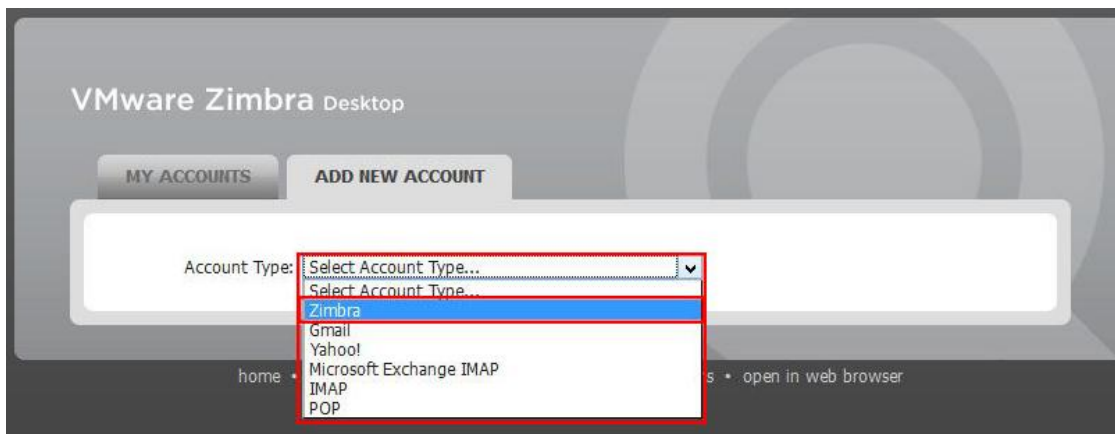 VMware Zimbra Desktop
MY ACCOUNTS
ADD NEW ACCOUNT
Account Type: Select Account Type...
Select Account Type...
Zimbra
Gmail
Yahoo!
Microsoft Exchange IMAP
IMAP
POP
home • s • open in web browser